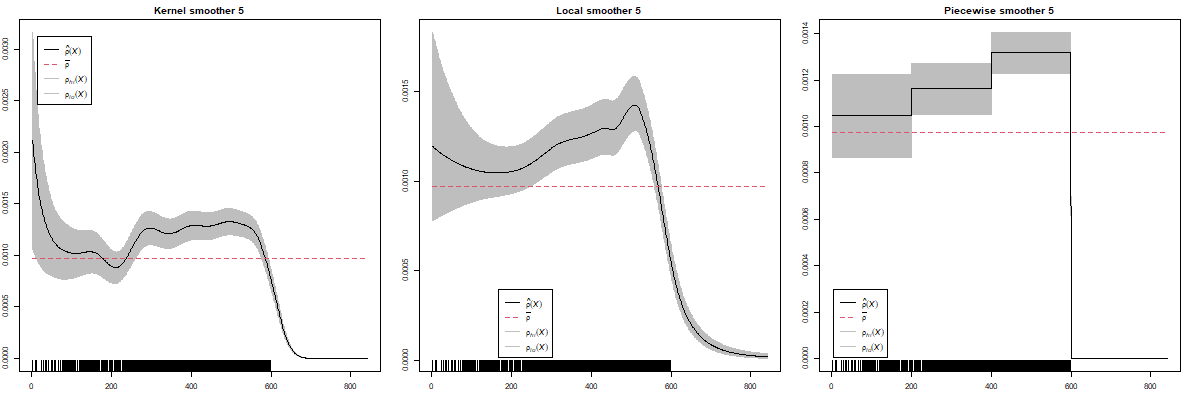 Kernel smoother 5
0.0030
0.0025
0.0020
0.0015
0.0010
0.0005
0.0000
0
200
400
600
800
ρ̂(X)
ρ̅
ρhi(X)
ρlo(X)
Local smoother 5
0.0015
0.0010
0.0005
0.0000
0
200
400
600
800
ρ̂(X)
ρ̅
ρhi(X)
ρlo(X)
Piecewise smoother 5
0.0014
0.0012
0.0010
0.0008
0.0006
0.0004
0.0002
0.0000
0
200
400
600
800
ρ̂(X)
ρ̅
ρhi(X)
ρlo(X)